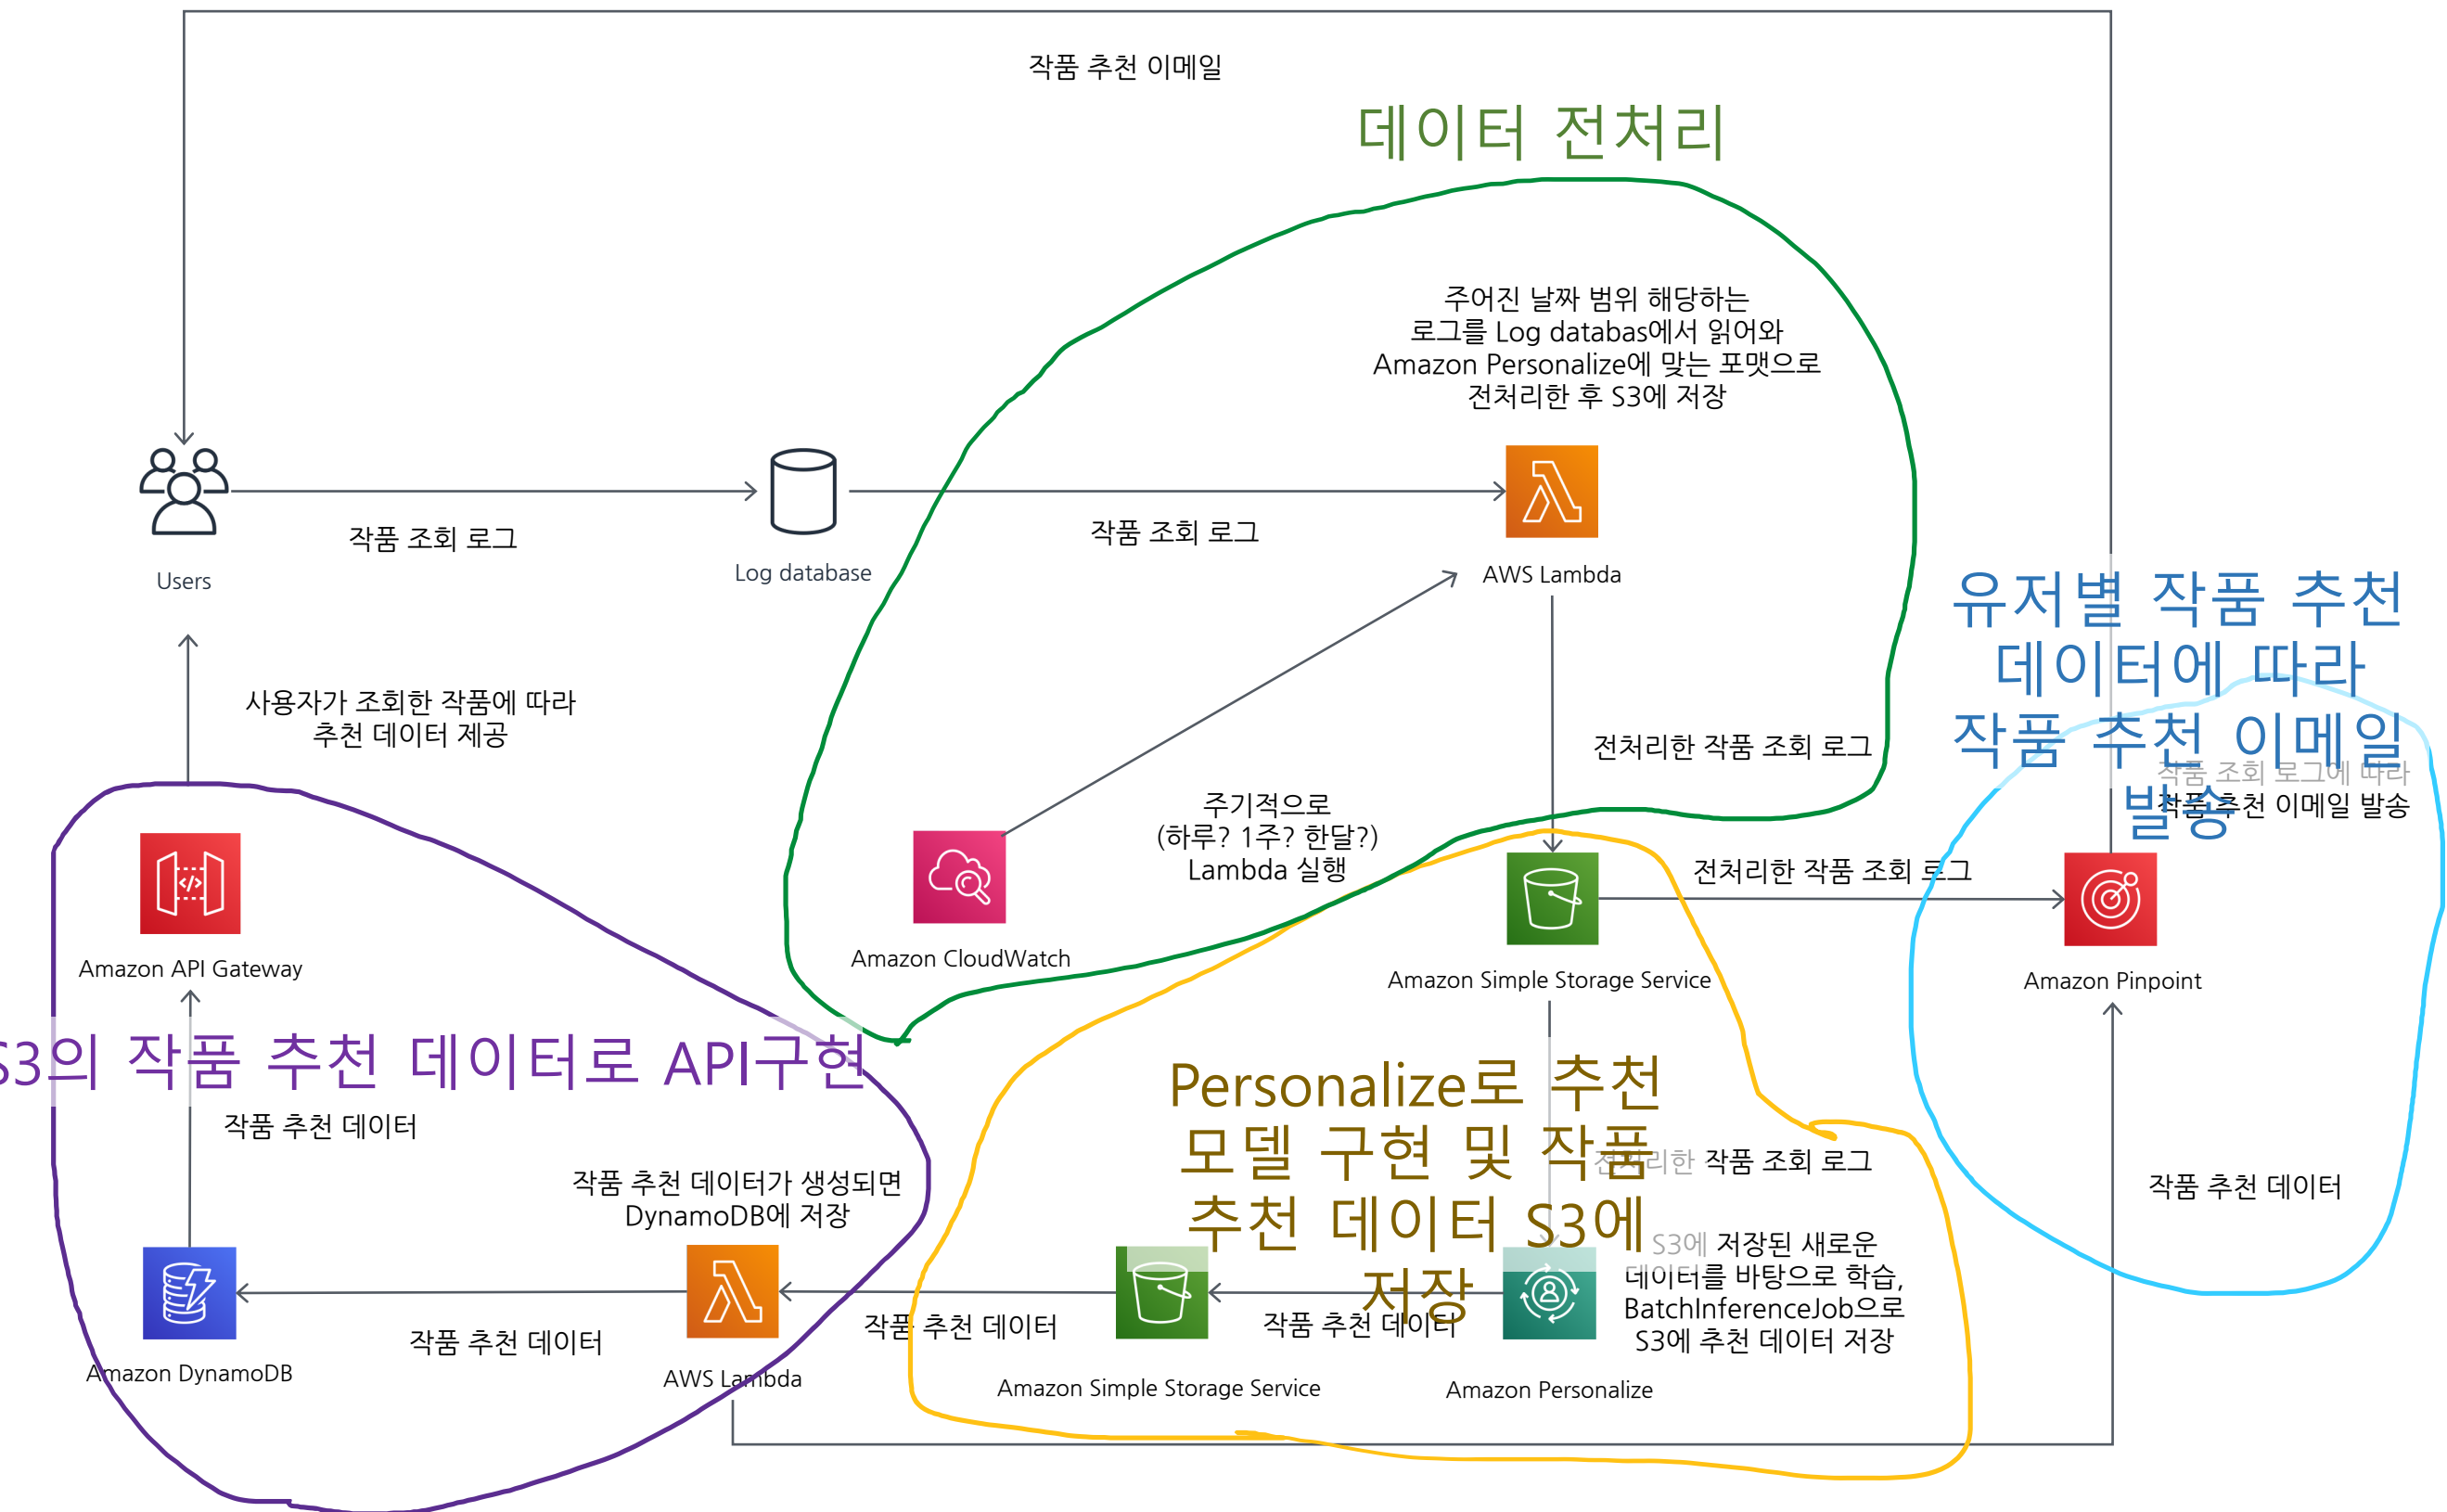 작품 추천 이메일
데이터 전처리
주어진 날짜 범위 해당하는
로그를 Log databas에서 읽어와
Amazon Personalize에 맞는 포맷으로
전처리한 후 S3에 저장
작품 조회 로그
작품 조회 로그
Users
Log database
AWS Lambda
유저별 작품 추천
데이터에 따라
작품 추천 이메일
발송
사용자가 조회한 작품에 따라
추천 데이터 제공
전처리한 작품 조회 로그
작품 조회 로그에 따라
작품 추천 이메일 발송
주기적으로
(하루? 1주? 한달?)
Lambda 실행
전처리한 작품 조회 로그
Amazon API Gateway
Amazon CloudWatch
Amazon Simple Storage Service
Amazon Pinpoint
S3의 작품 추천 데이터로 API구현
Personalize로 추천
모델 구현 및 작품
추천 데이터 S3에
저장
작품 추천 데이터
전처리한 작품 조회 로그
작품 추천 데이터가 생성되면
DynamoDB에 저장
작품 추천 데이터
S3에 저장된 새로운
데이터를 바탕으로 학습,
BatchInferenceJob으로
S3에 추천 데이터 저장
작품 추천 데이터
작품 추천 데이터
작품 추천 데이터
Amazon DynamoDB
AWS Lambda
Amazon Simple Storage Service
Amazon Personalize